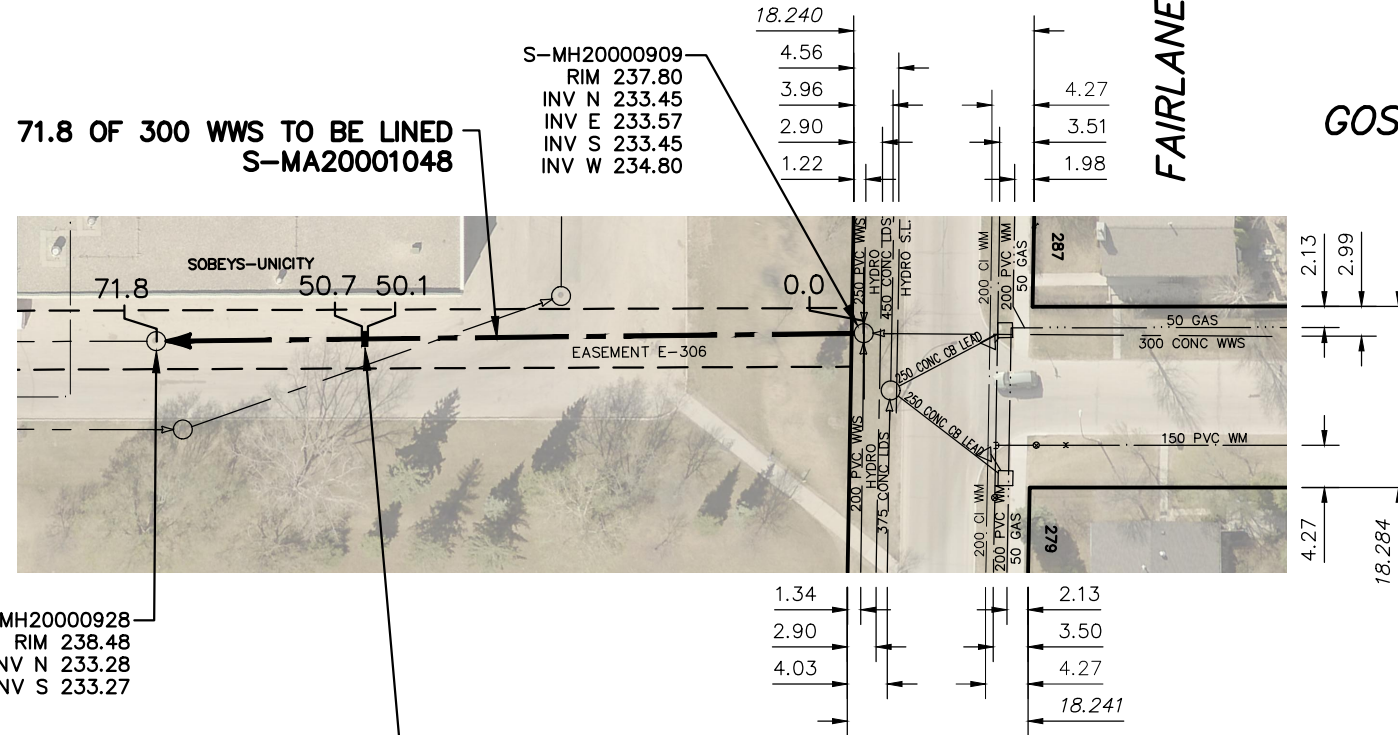 18.240
4.56
3.96
2.90
1.22
4.27
3.51
1.98
FAIRLANE
GOS
S-MH20000909
RIM 237.80
INV N 233.45
INV E 233.57
INV S 233.45
INV W 234.80
71.8 OF 300 WWS TO BE LINED
S-MA20001048
SOBEYS-UNICITY
71.8
50.7
50.1
0.0
EASEMENT E-306
250 PVC WWS
HYDRO
450 CONC LDS
HYDRO S.L.
200 CI WM
200 PVC WM
50 GAS
287
50 GAS
300 CONC WWS
250 CONC CB LEAD
250 CONC CB LEAD
150 PVC WM
200 PVC WWS
HYDRO
375 CONC LDS
200 CI WM
200 PVC WM
50 GAS
279
2.13
2.99
4.27
18.284
MH20000928
RIM 238.48
NV N 233.28
NV S 233.27
1.34
2.90
4.03
2.13
3.50
4.27
18.241